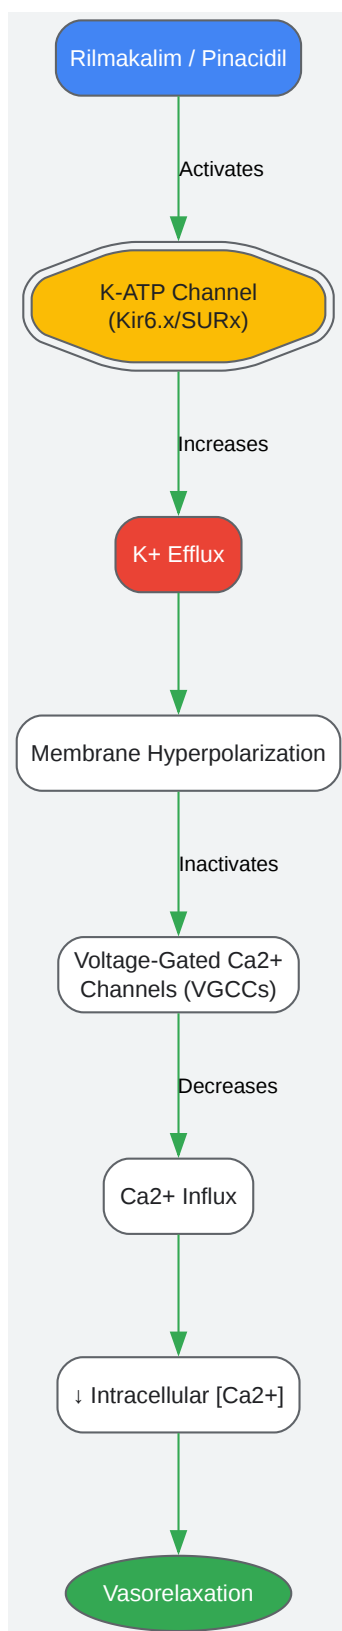 Rilmakalim / Pinacidil
Activates
K-ATP Channel
(Kir6.x/SURx)
Increases
K+ Efflux
Membrane Hyperpolarization
Inactivates
Voltage-Gated Ca2+
Channels (VGCCs)
Decreases
Ca2+ Influx
↓ Intracellular [Ca2+]
Vasorelaxation